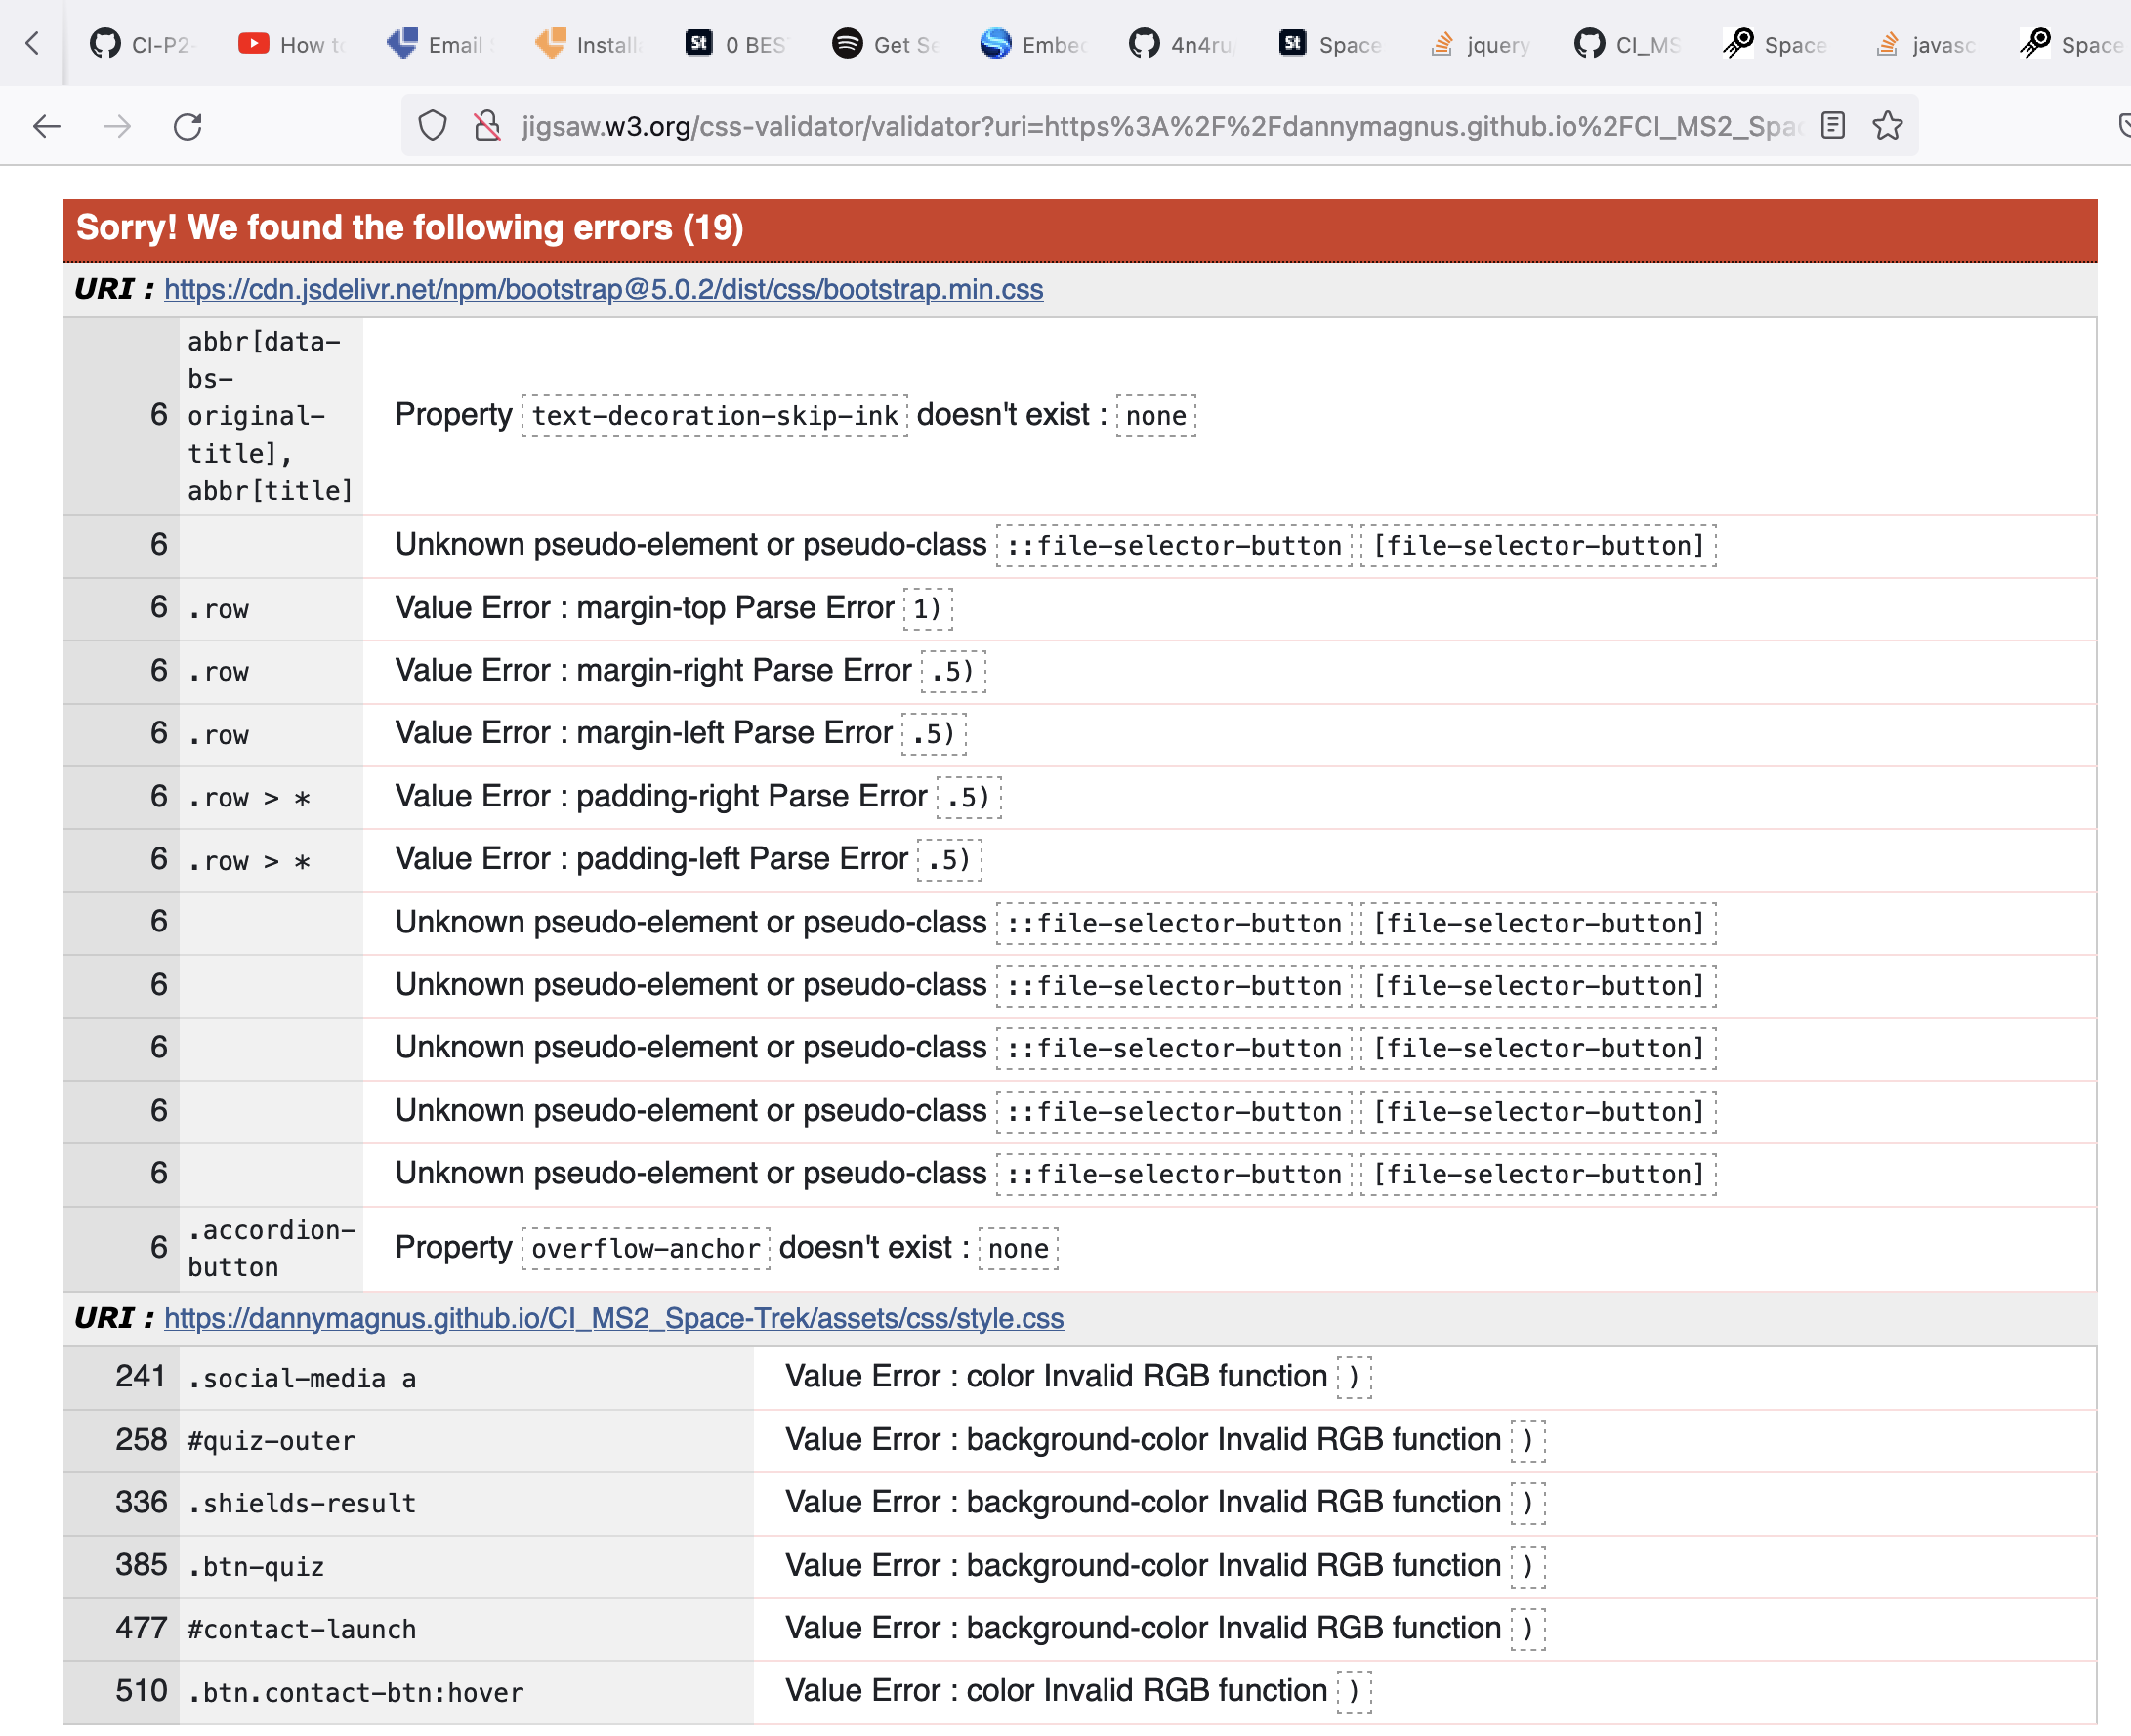 CI-P2- How to Email Install 0 BES Get Se Embed 4n4ru/ Space jquery CI_MS Space javasc Space
jigsaw.w3.org/css-validator/validator?uri=https%3A%2F%2Fdannymagnus.github.io%2FCI_MS2_Spac
Sorry! We found the following errors (19)
URI : https://cdn.jsdelivr.net/npm/bootstrap@5.0.2/dist/css/bootstrap.min.css
abbr[data-
bs-
6 original- Property text-decoration-skip-ink doesn't exist : none
title],
abbr[title]
6 Unknown pseudo-element or pseudo-class ::file-selector-button [file-selector-button]
6 .row Value Error : margin-top Parse Error 1)
6 .row Value Error : margin-right Parse Error .5)
6 .row Value Error : margin-left Parse Error .5)
6 .row > * Value Error : padding-right Parse Error .5)
6 .row > * Value Error : padding-left Parse Error .5)
6 Unknown pseudo-element or pseudo-class ::file-selector-button [file-selector-button]
6 Unknown pseudo-element or pseudo-class ::file-selector-button [file-selector-button]
6 Unknown pseudo-element or pseudo-class ::file-selector-button [file-selector-button]
6 Unknown pseudo-element or pseudo-class ::file-selector-button [file-selector-button]
6 Unknown pseudo-element or pseudo-class ::file-selector-button [file-selector-button]
.accordion-
6 Property overflow-anchor doesn't exist : none
button
URI : https://dannymagnus.github.io/CI_MS2_Space-Trek/assets/css/style.css
241 .social-media a Value Error : color Invalid RGB function )
258 #quiz-outer Value Error : background-color Invalid RGB function )
336 .shields-result Value Error : background-color Invalid RGB function )
385 .btn-quiz Value Error : background-color Invalid RGB function )
477 #contact-launch Value Error : background-color Invalid RGB function )
510 .btn.contact-btn:hover Value Error : color Invalid RGB function )